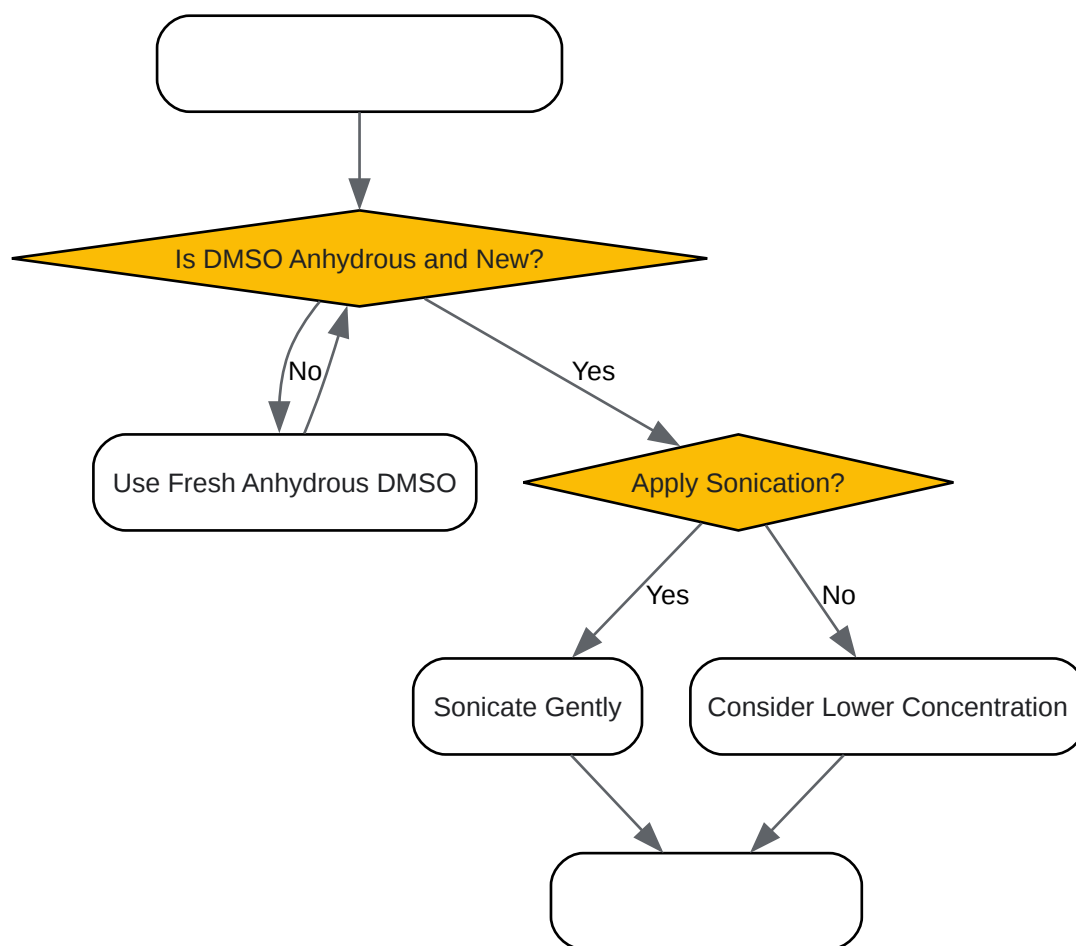 Is DMSO Anhydrous and New?
No
Yes
Use Fresh Anhydrous DMSO
Apply Sonication?
Yes
No
Sonicate Gently
Consider Lower Concentration